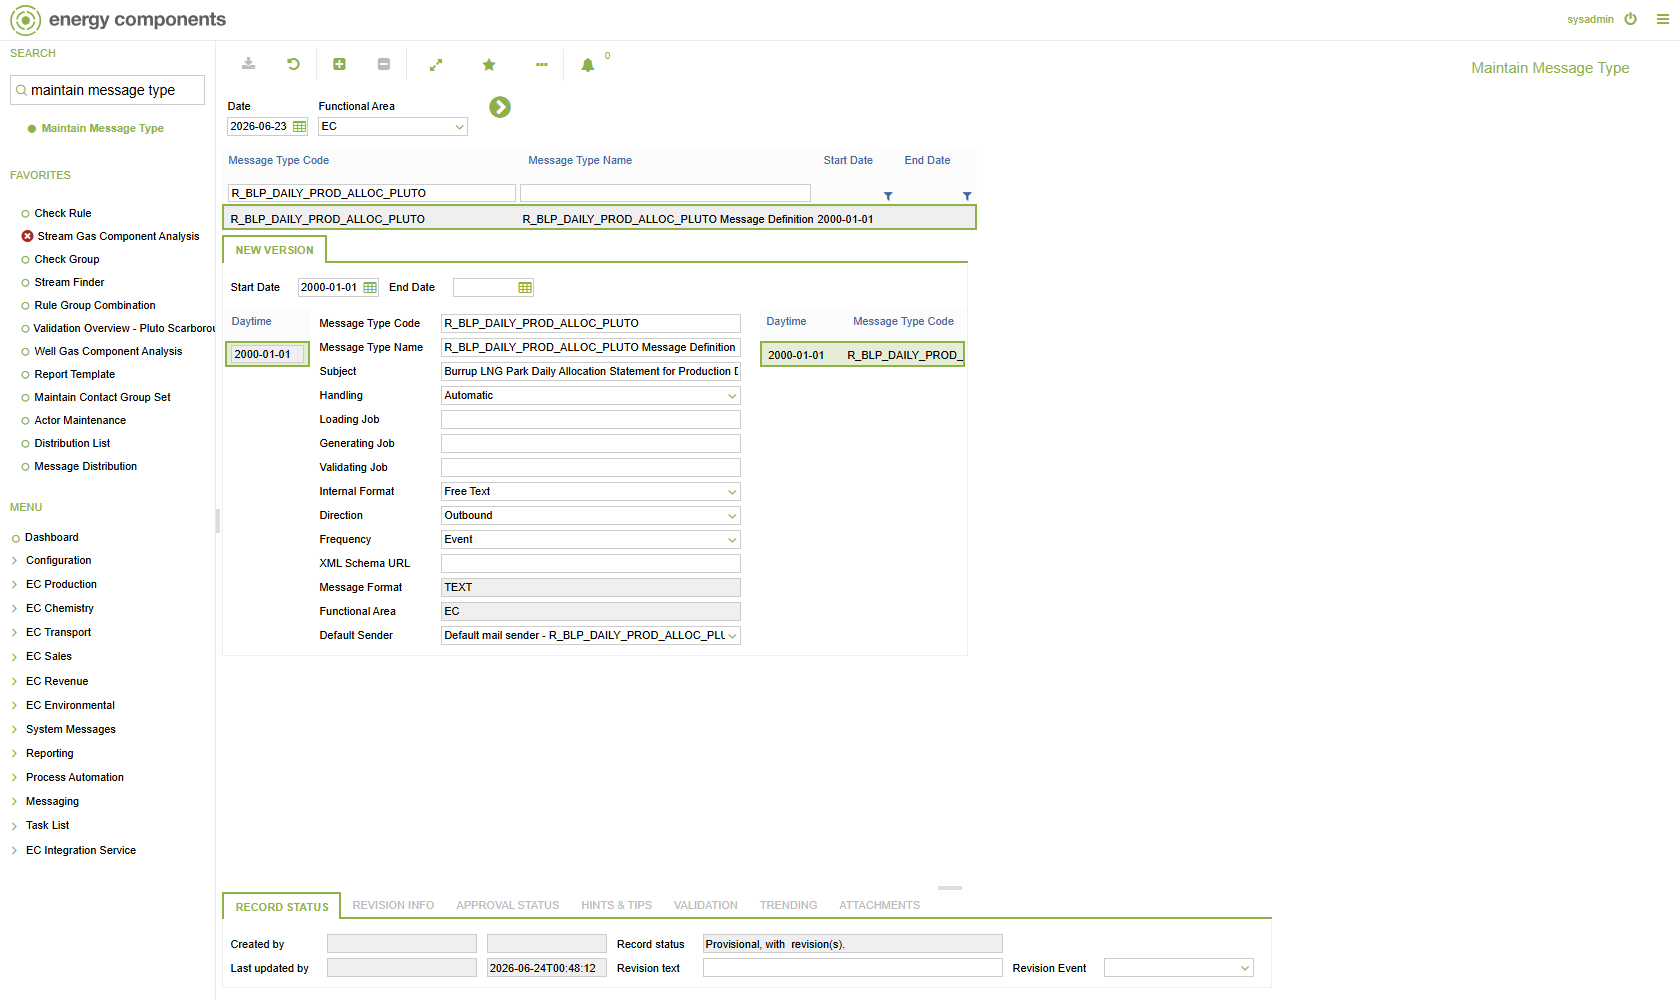 energy components
sysadmin
SEARCH
maintain message type
Maintain Message Type
FAVORITES
Check Rule
Stream Gas Component Analysis
Check Group
Stream Finder
Rule Group Combination
Validation Overview - Pluto Scarborou
Well Gas Component Analysis
Report Template
Maintain Contact Group Set
Actor Maintenance
Distribution List
Message Distribution
MENU
Dashboard
Configuration
EC Production
EC Chemistry
EC Transport
EC Sales
EC Revenue
EC Environmental
System Messages
Reporting
Process Automation
Messaging
Task List
EC Integration Service
0
Maintain Message Type
Date Functional Area
2026-06-23 EC
Message Type Code Message Type Name Start Date End Date
R_BLP_DAILY_PROD_ALLOC_PLUTO
R_BLP_DAILY_PROD_ALLOC_PLUTO R_BLP_DAILY_PROD_ALLOC_PLUTO Message Definition 2000-01-01
NEW VERSION
Start Date 2000-01-01 End Date
Daytime
2000-01-01
Message Type Code R_BLP_DAILY_PROD_ALLOC_PLUTO
Message Type Name R_BLP_DAILY_PROD_ALLOC_PLUTO Message Definition
Subject Burrup LNG Park Daily Allocation Statement for Production D
Handling Automatic
Loading Job
Generating Job
Validating Job
Internal Format Free Text
Direction Outbound
Frequency Event
XML Schema URL
Message Format TEXT
Functional Area EC
Default Sender Default mail sender - R_BLP_DAILY_PROD_ALLOC_PLU
Daytime Message Type Code
2000-01-01 R_BLP_DAILY_PROD_
RECORD STATUS REVISION INFO APPROVAL STATUS HINTS & TIPS VALIDATION TRENDING ATTACHMENTS
Created by Record status Provisional, with revision(s).
Last updated by 2026-06-24T00:48:12 Revision text Revision Event